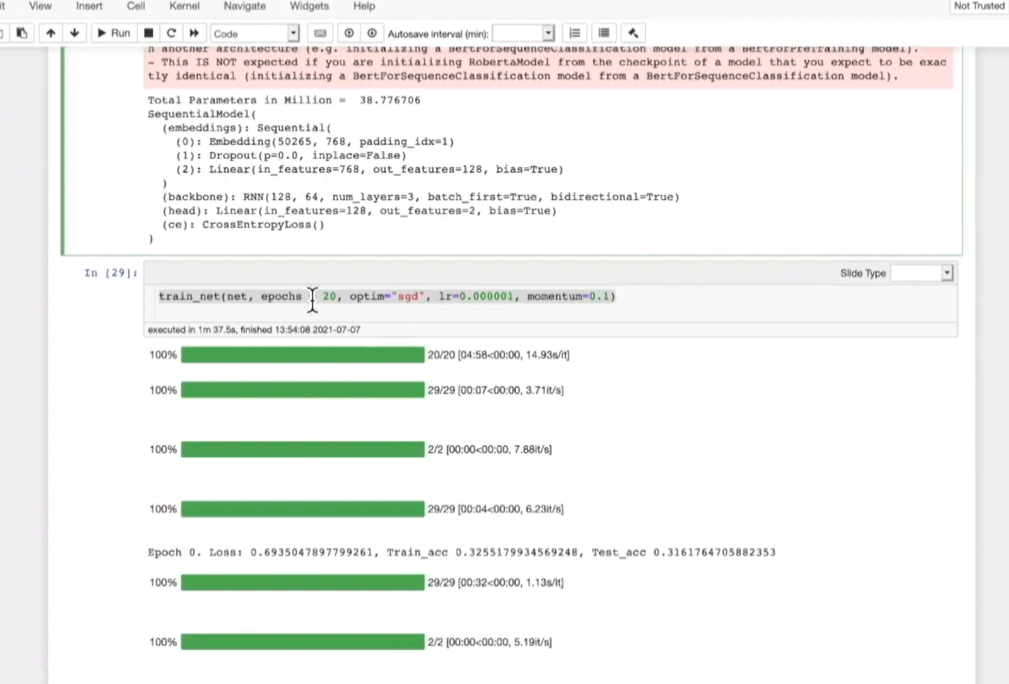 it View Insert Cell Kernel Navigate Widgets Help Not Trusted
Run Code Autosave interval (min):
n another architecture (e.g. initializing a BertForSequenceClassification model from a BertForPreTraining model).
- This IS NOT expected if you are initializing RobertaModel from the checkpoint of a model that you expect to be exac
tly identical (initializing a BertForSequenceClassification model from a BertForSequenceClassification model).
Total Parameters in Million = 38.776706
SequentialModel(
(embeddings): Sequential(
(0): Embedding(50265, 768, padding_idx=1)
(1): Dropout(p=0.0, inplace=False)
(2): Linear(in_features=768, out_features=128, bias=True)
)
(backbone): RNN(128, 64, num_layers=3, batch_first=True, bidirectional=True)
(head): Linear(in_features=128, out_features=2, bias=True)
(ce): CrossEntropyLoss()
)
In [29]: Slide Type
train_net(net, epochs 20, optim="sgd", lr=0.000001, momentum=0.1)
executed in 1m 37.5s, finished 13:54:08 2021-07-07
100% 20/20 [04:58<00:00, 14.93s/it]
100% 29/29 [00:07<00:00, 3.71it/s]
100% 2/2 [00:00<00:00, 7.88it/s]
100% 29/29 [00:04<00:00, 6.23it/s]
Epoch 0. Loss: 0.6935047897799261, Train_acc 0.3255179934569248, Test_acc 0.3161764705882353
100% 29/29 [00:32<00:00, 1.13s/it]
100% 2/2 [00:00<00:00, 5.19it/s]